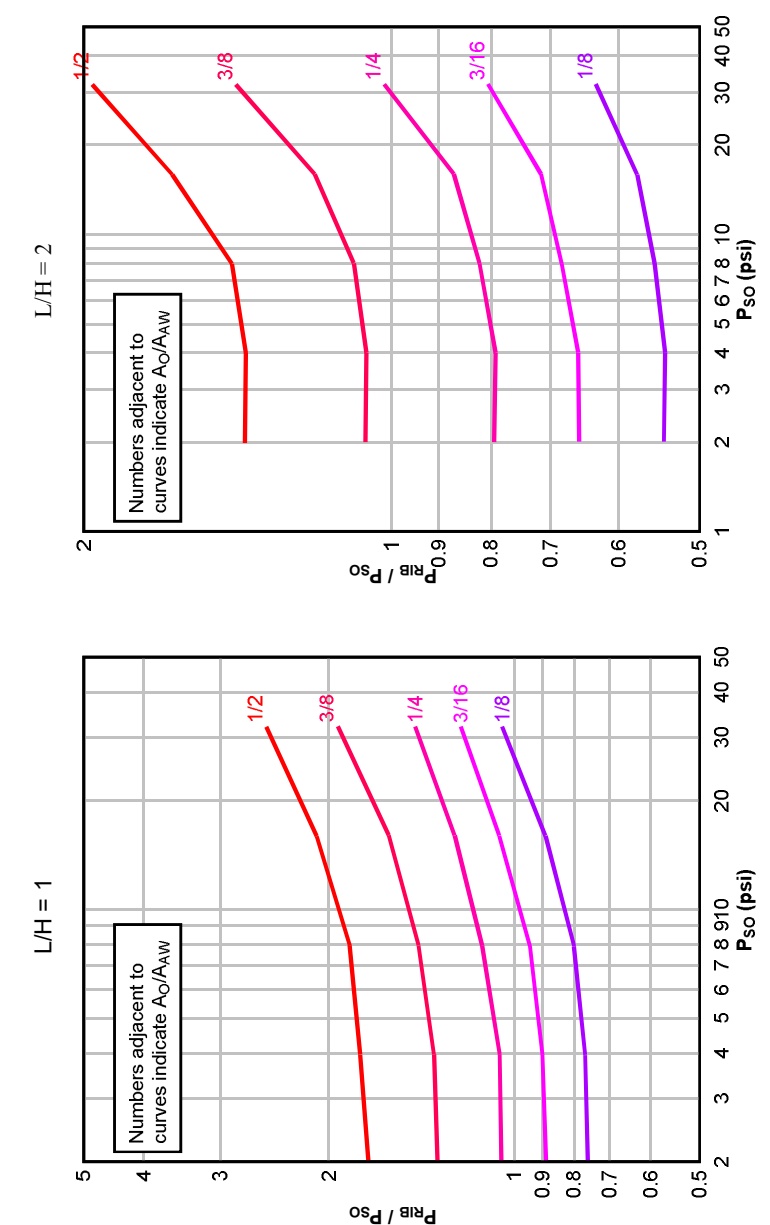 L/H = 2
Numbers adjacent to
curves indicate AO/AAW
1/2
3/8
1/4
3/16
1/8
2
1
0.9
0.8
0.7
0.6
0.5
PRIB / PSO
1 2 3 4 5 6 7 8 10 20 30 40 50
PSO (psi)
L/H = 1
Numbers adjacent to
curves indicate AO/AAW
1/2
3/8
1/4
3/16
1/8
5
4
3
2
1
0.9
0.8
0.7
0.6
0.5
PRIB / PSO
2 3 4 5 6 7 8 9 10 20 30 40 50
PSO (psi)